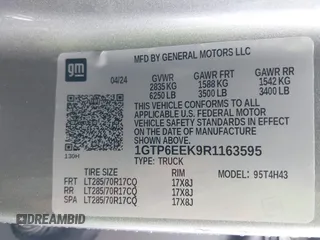 gm
MFD BY GENERAL MOTORS LLC
04/24 GVWR GAWR FRT GAWR RR
2835 KG 1588 KG 1542 KG
6250 LB 3500 LB 3400 LB
THIS VEHICLE CONFORMS TO ALL
APPLICABLE U.S. FEDERAL MOTOR
VEHICLE SAFETY STANDARDS IN
EFFECT ON THE DATE OF
MANUFACTURE SHOWN ABOVE.
1GTP6EEK9R1163595
TYPE: TRUCK
130H
TIRE SIZE RIM MODEL: 95T4H43
FRT LT285/70R17CQ 17X8J
RR LT285/70R17CQ 17X8J
SPA LT285/70R17CQ 17X8J
DREAMBID